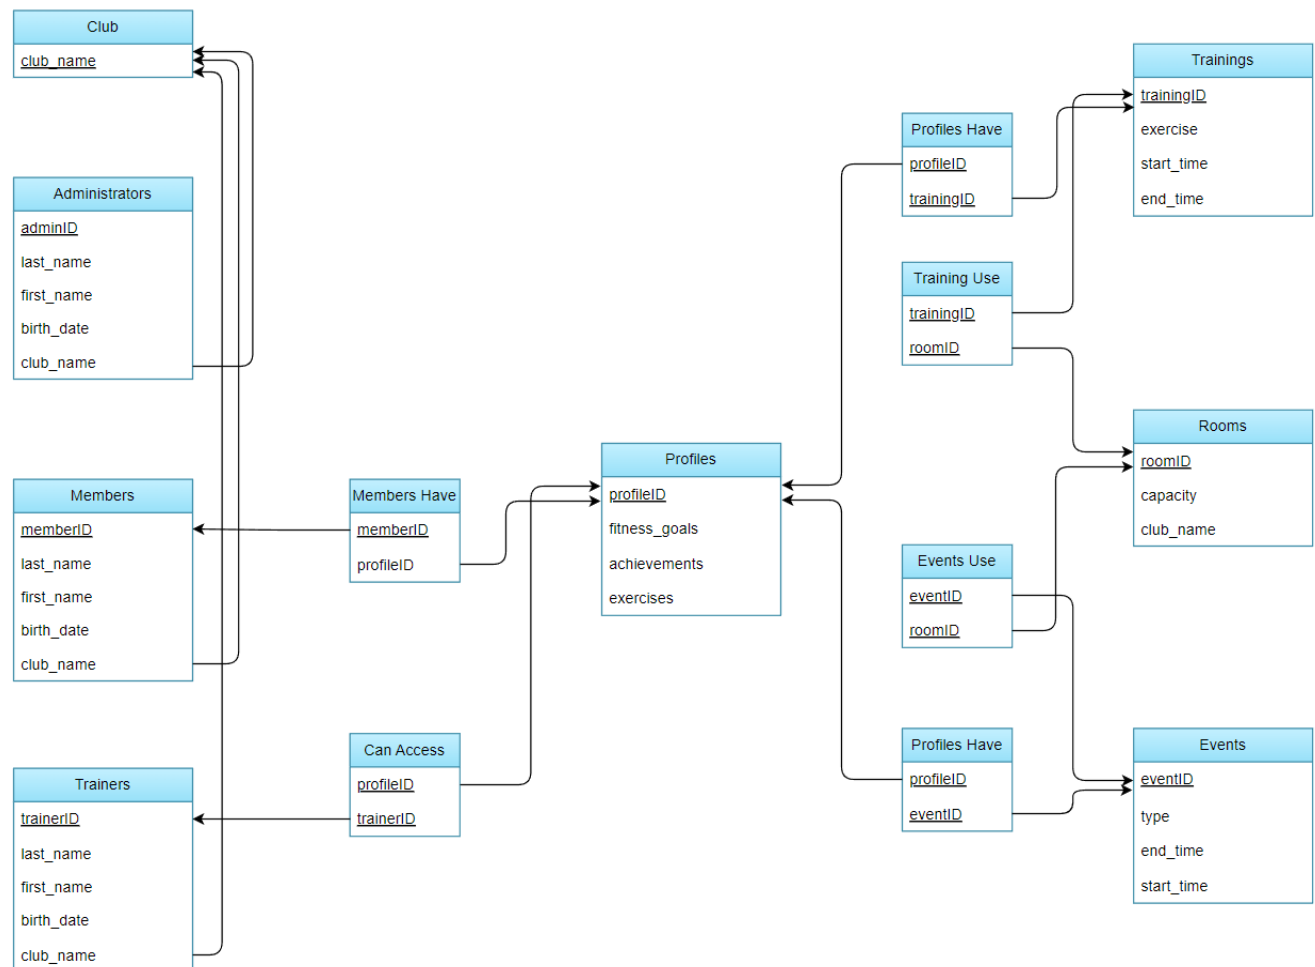 Club
club_name
Administrators
adminID
last_name
first_name
birth_date
club_name
Members
memberID
last_name
first_name
birth_date
club_name
Trainers
trainerID
last_name
first_name
birth_date
club_name
Members Have
memberID
profileID
Can Access
profileID
trainerID
Profiles
profileID
fitness_goals
achievements
exercises
Profiles Have
profileID
trainingID
Training Use
trainingID
roomID
Events Use
eventID
roomID
Profiles Have
profileID
eventID
Trainings
trainingID
exercise
start_time
end_time
Rooms
roomID
capacity
club_name
Events
eventID
type
end_time
start_time